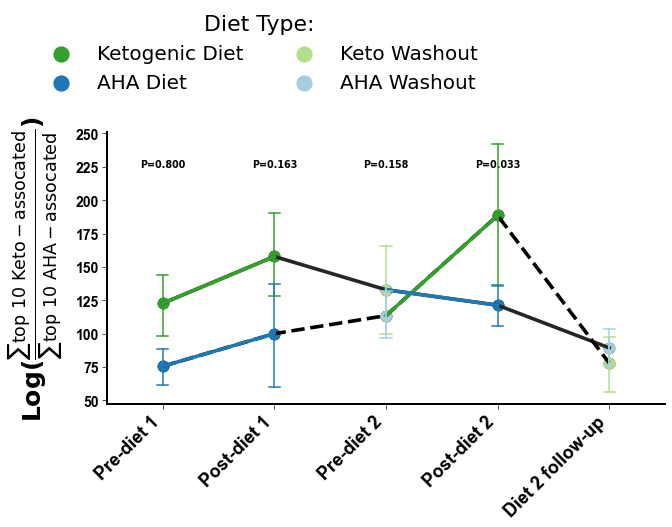 Diet Type:
Ketogenic Diet Keto Washout
AHA Diet AHA Washout
Log(∑top 10 Keto − assocated / ∑top 10 AHA − assocated)
250
225
200
175
150
125
100
75
50
P=0.800 P=0.163 P=0.158 P=0.033
Pre-diet 1 Post-diet 1 Pre-diet 2 Post-diet 2 Diet 2 follow-up